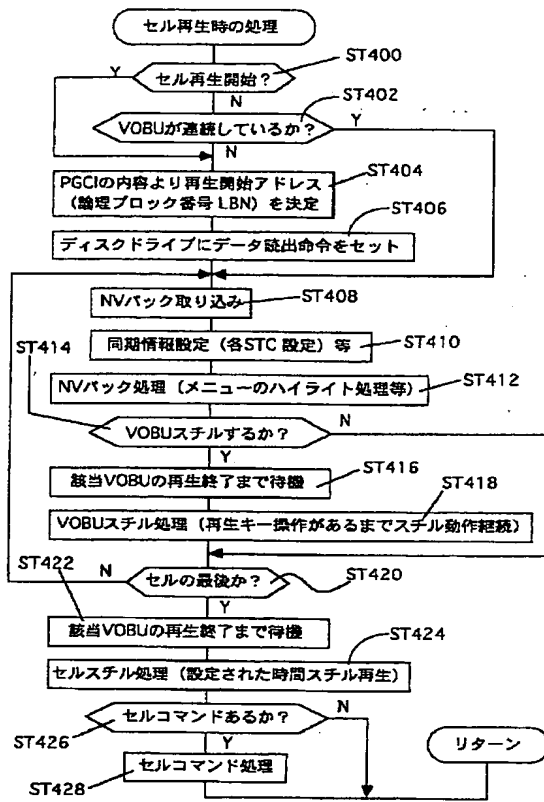 セル再生時の処理
ST400
Y
セル再生開始?
N
ST402
VOBUが連続しているか?
Y
N
ST404
PGCIの内容より再生開始アドレス
(論理ブロック番号LBN)を決定
ST406
ディスクドライブにデータ読出命令をセット
NVパック取り込み
ST408
ST414
同期情報設定(各STC設定)等
ST410
NVパック処理(メニューのハイライト処理等)
ST412
VOBUスチルするか?
N
Y
ST416
該当VOBUの再生終了まで待機
ST418
VOBUスチル処理(再生キー操作があるまでスチル動作継続)
ST422
N
セルの最後か?
ST420
Y
該当VOBUの再生終了まで待機
ST424
セルスチル処理(設定された時間スチル再生)
セルコマンドあるか?
N
ST426
Y
リターン
セルコマンド処理
ST428